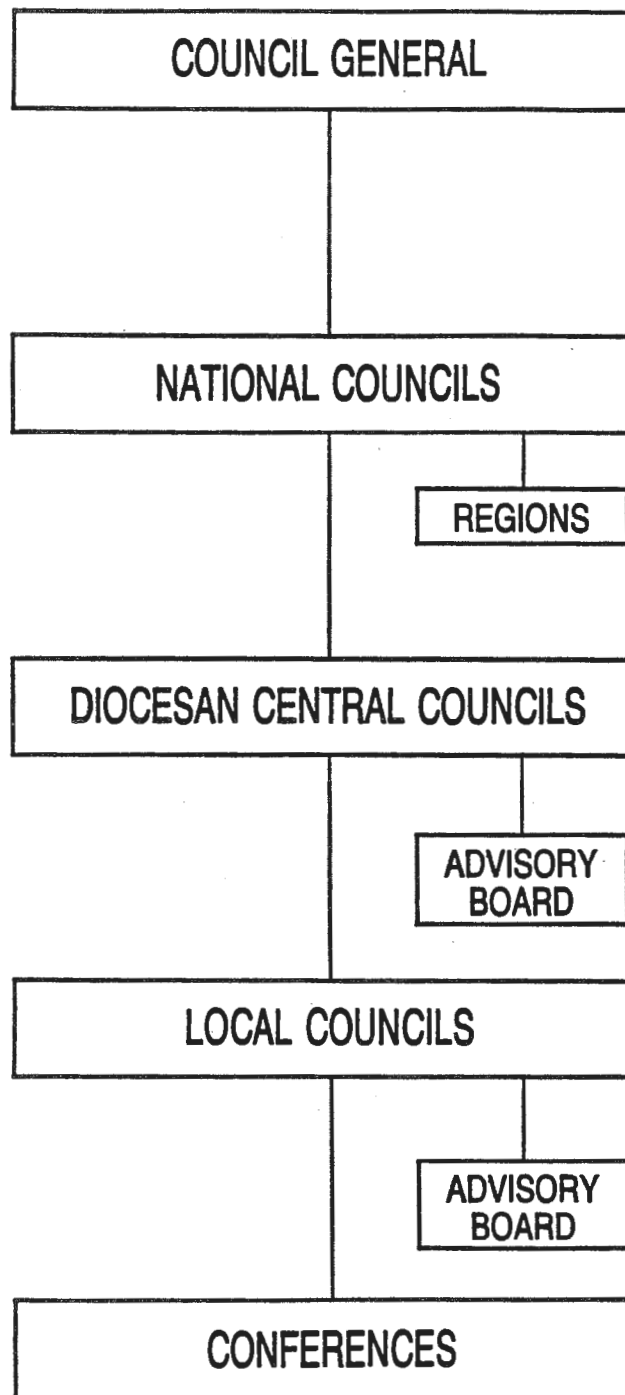 COUNCIL GENERAL
NATIONAL COUNCILS
REGIONS
DIOCESAN CENTRAL COUNCILS
ADVISORY
BOARD
LOCAL COUNCILS
ADVISORY
BOARD
CONFERENCES